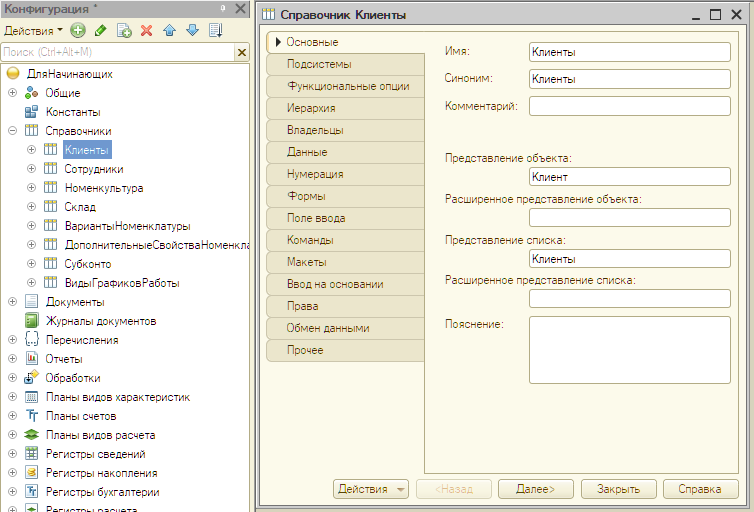 Конфигурация *
Действия
Поиск (Ctrl+Alt+M)
ДляНачинающих
Общие
Константы
Справочники
Клиенты
Сотрудники
Номенкультура
Склад
ВариантыНоменклатуры
ДополнительныеСвойстваНоменкла
Субконто
ВидыГрафиковРаботы
Документы
Журналы документов
Перечисления
Отчеты
Обработки
Планы видов характеристик
Планы счетов
Планы видов расчета
Регистры сведений
Регистры накопления
Регистры бухгалтерии
Регистры расчета
Справочник Клиенты
Основные
Подсистемы
Функциональные опции
Иерархия
Владельцы
Данные
Нумерация
Формы
Поле ввода
Команды
Макеты
Ввод на основании
Права
Обмен данными
Прочее
Имя: Клиенты
Синоним: Клиенты
Комментарий:
Представление объекта:
Клиент
Расширенное представление объекта:
Представление списка:
Клиенты
Расширенное представление списка:
Пояснение:
Действия <Назад Далее> Закрыть Справка